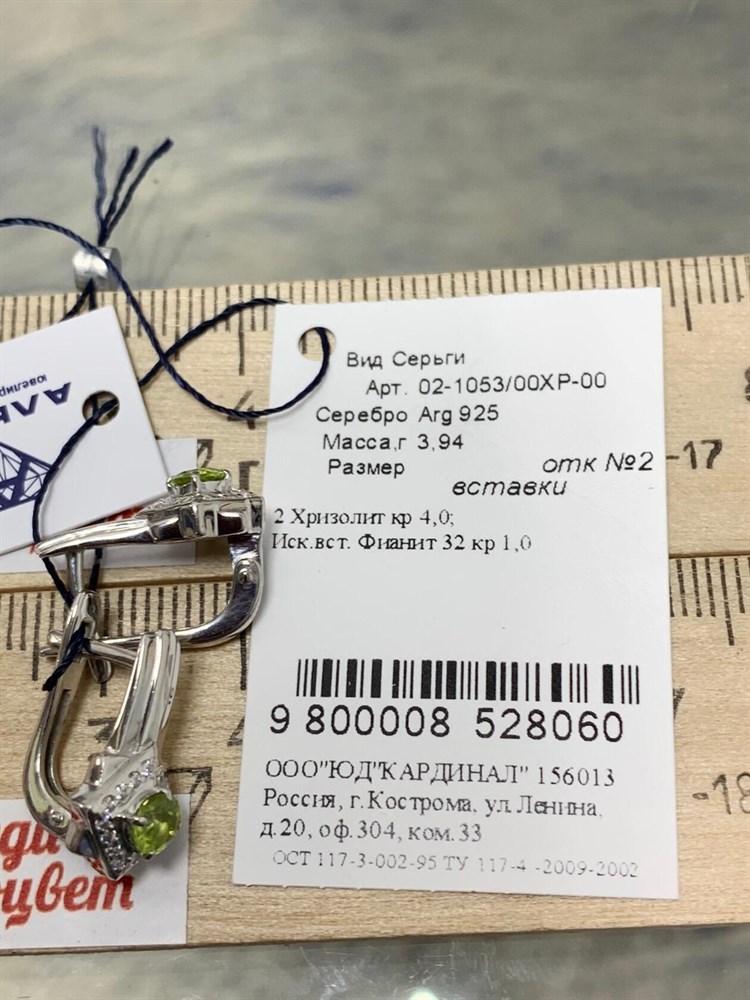 Вид Серьги
Арт. 02-1053/00ХР-00
Серебро Arg 925
Масса,г 3,94
Размер
отк №2
вставки
2 Хризолит кр 4,0;
Иск.вст. Фианит 32 кр 1,0
9 800008 528060
ООО"ЮД"КАРДИНАЛ" 156013
Россия, г.Кострома, ул.Ленина,
д.20, оф.304, ком.33
ОСТ 117-3-002-95 ТУ 117-4 -2009-2002
17
18
4
3
цвет